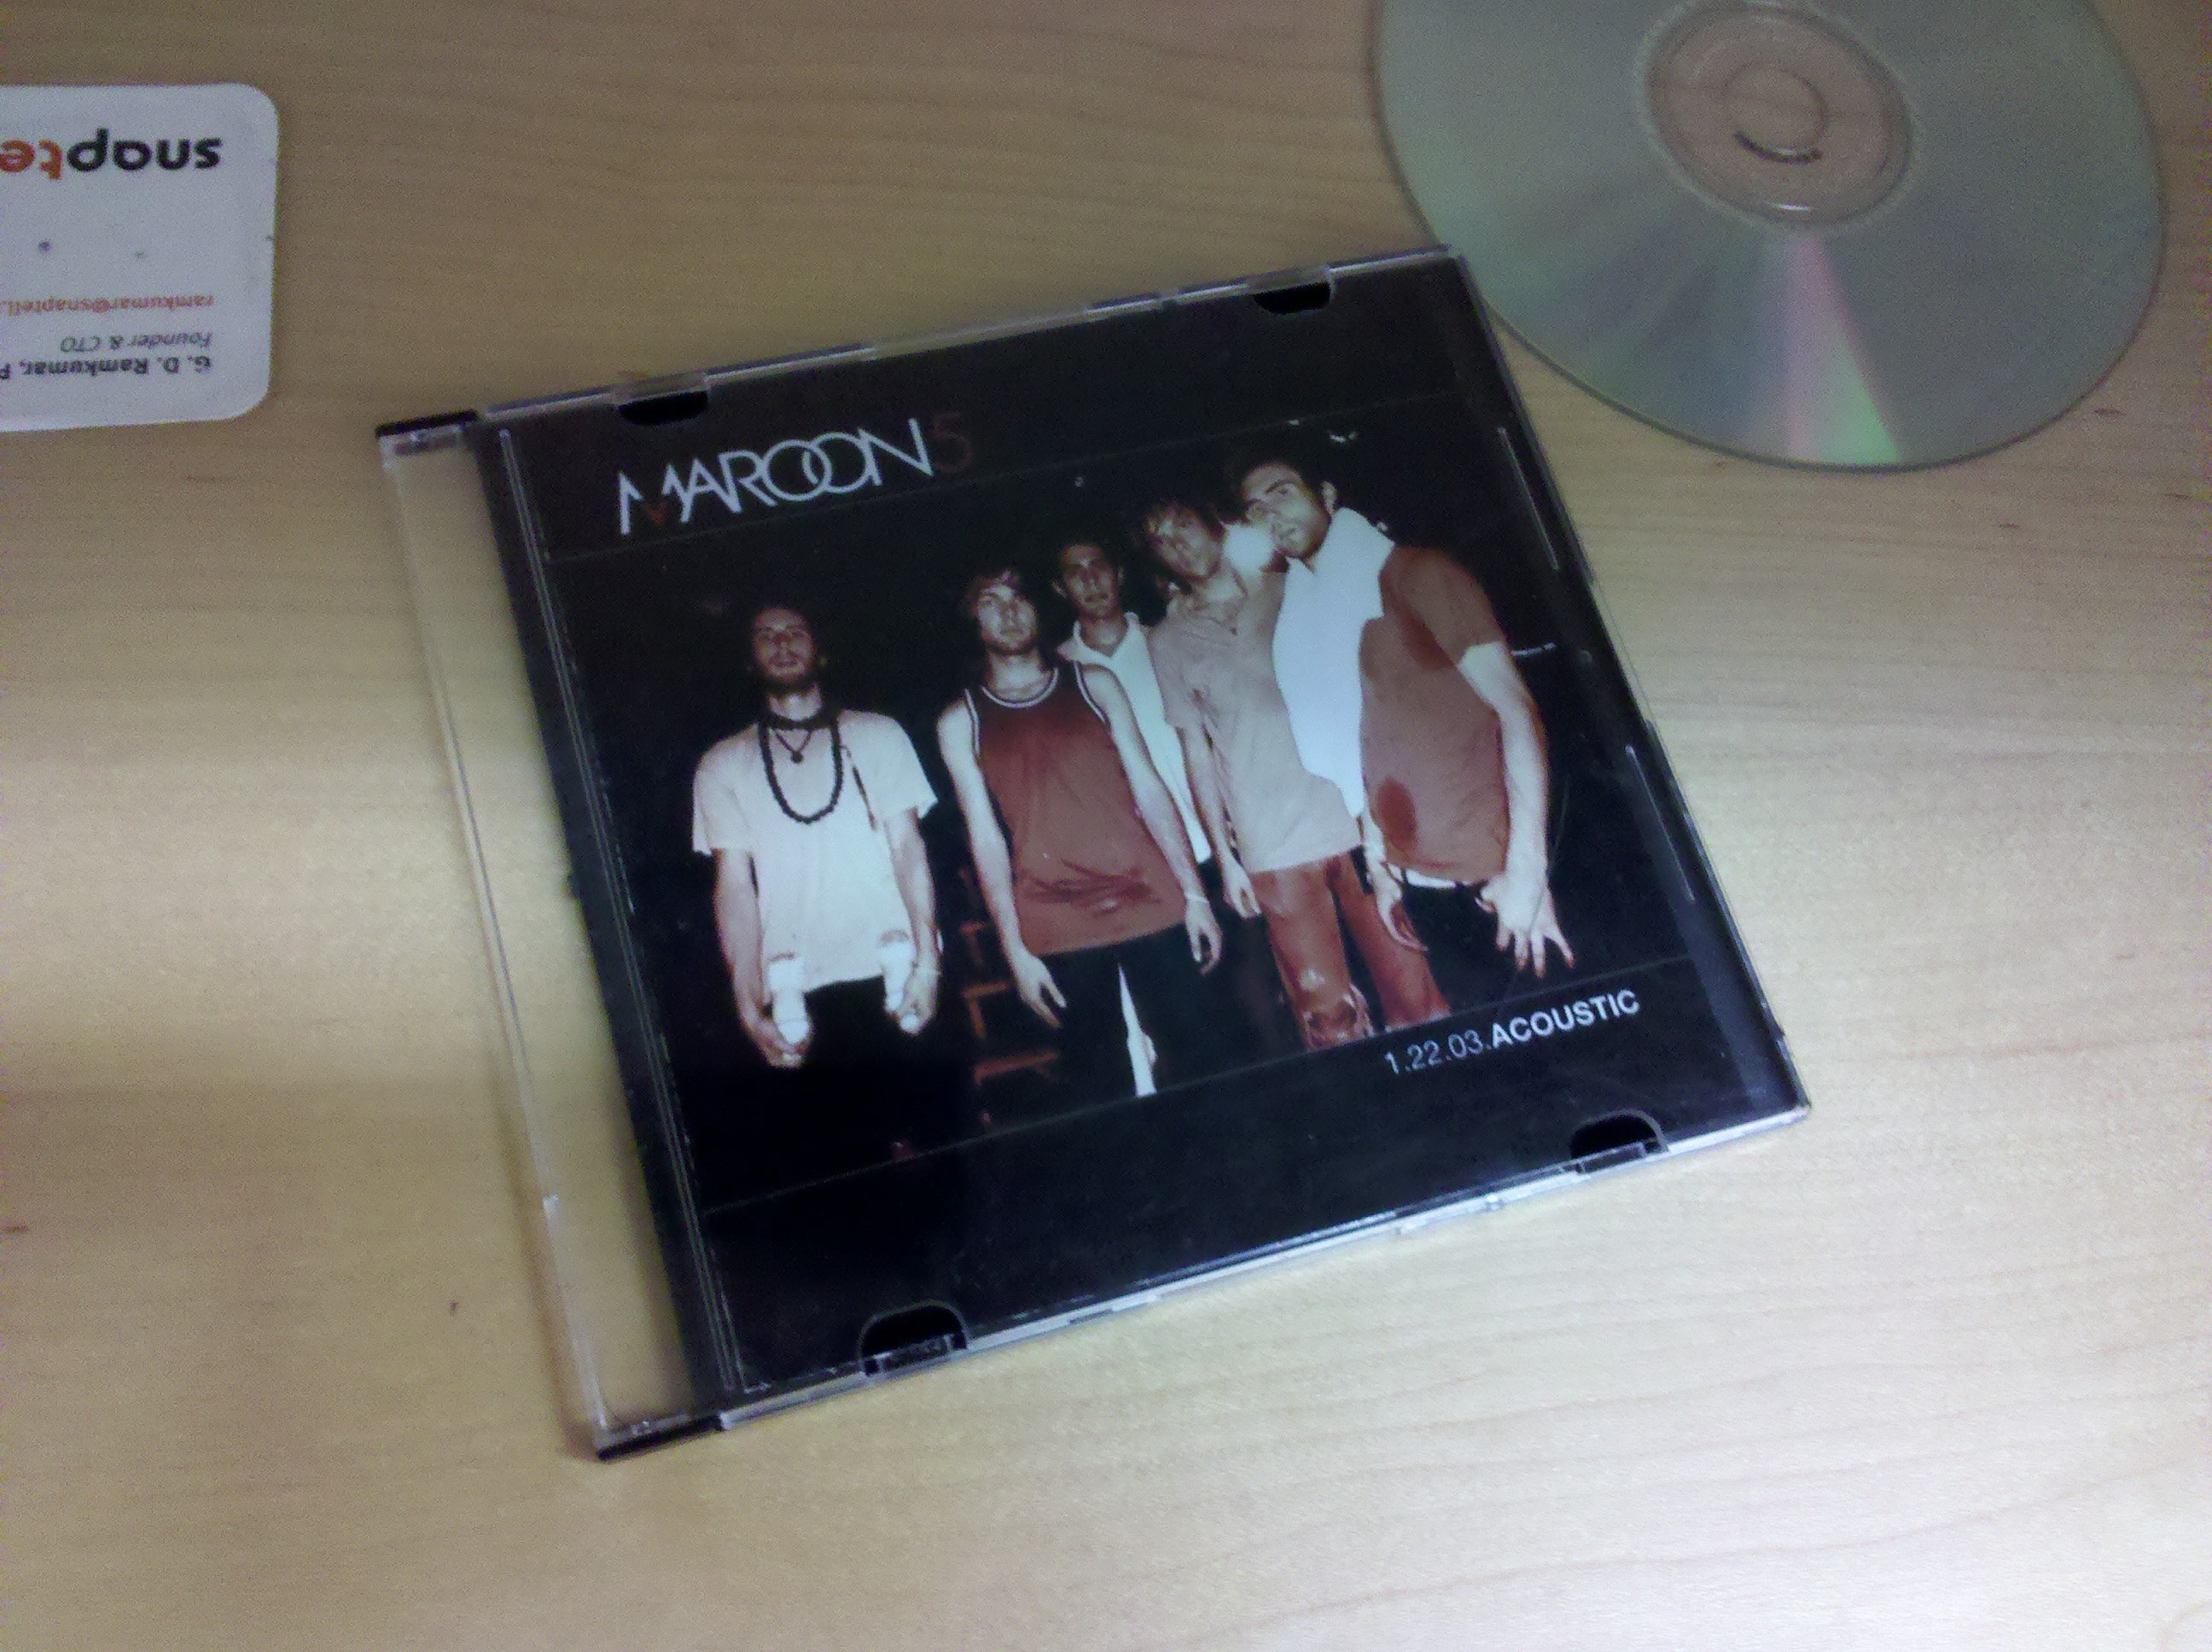 MAROON5
1.22.03.ACOUSTIC
snapte
ramkumar@snaptell.
Founder & CTO
G. D. Ramkumar, P